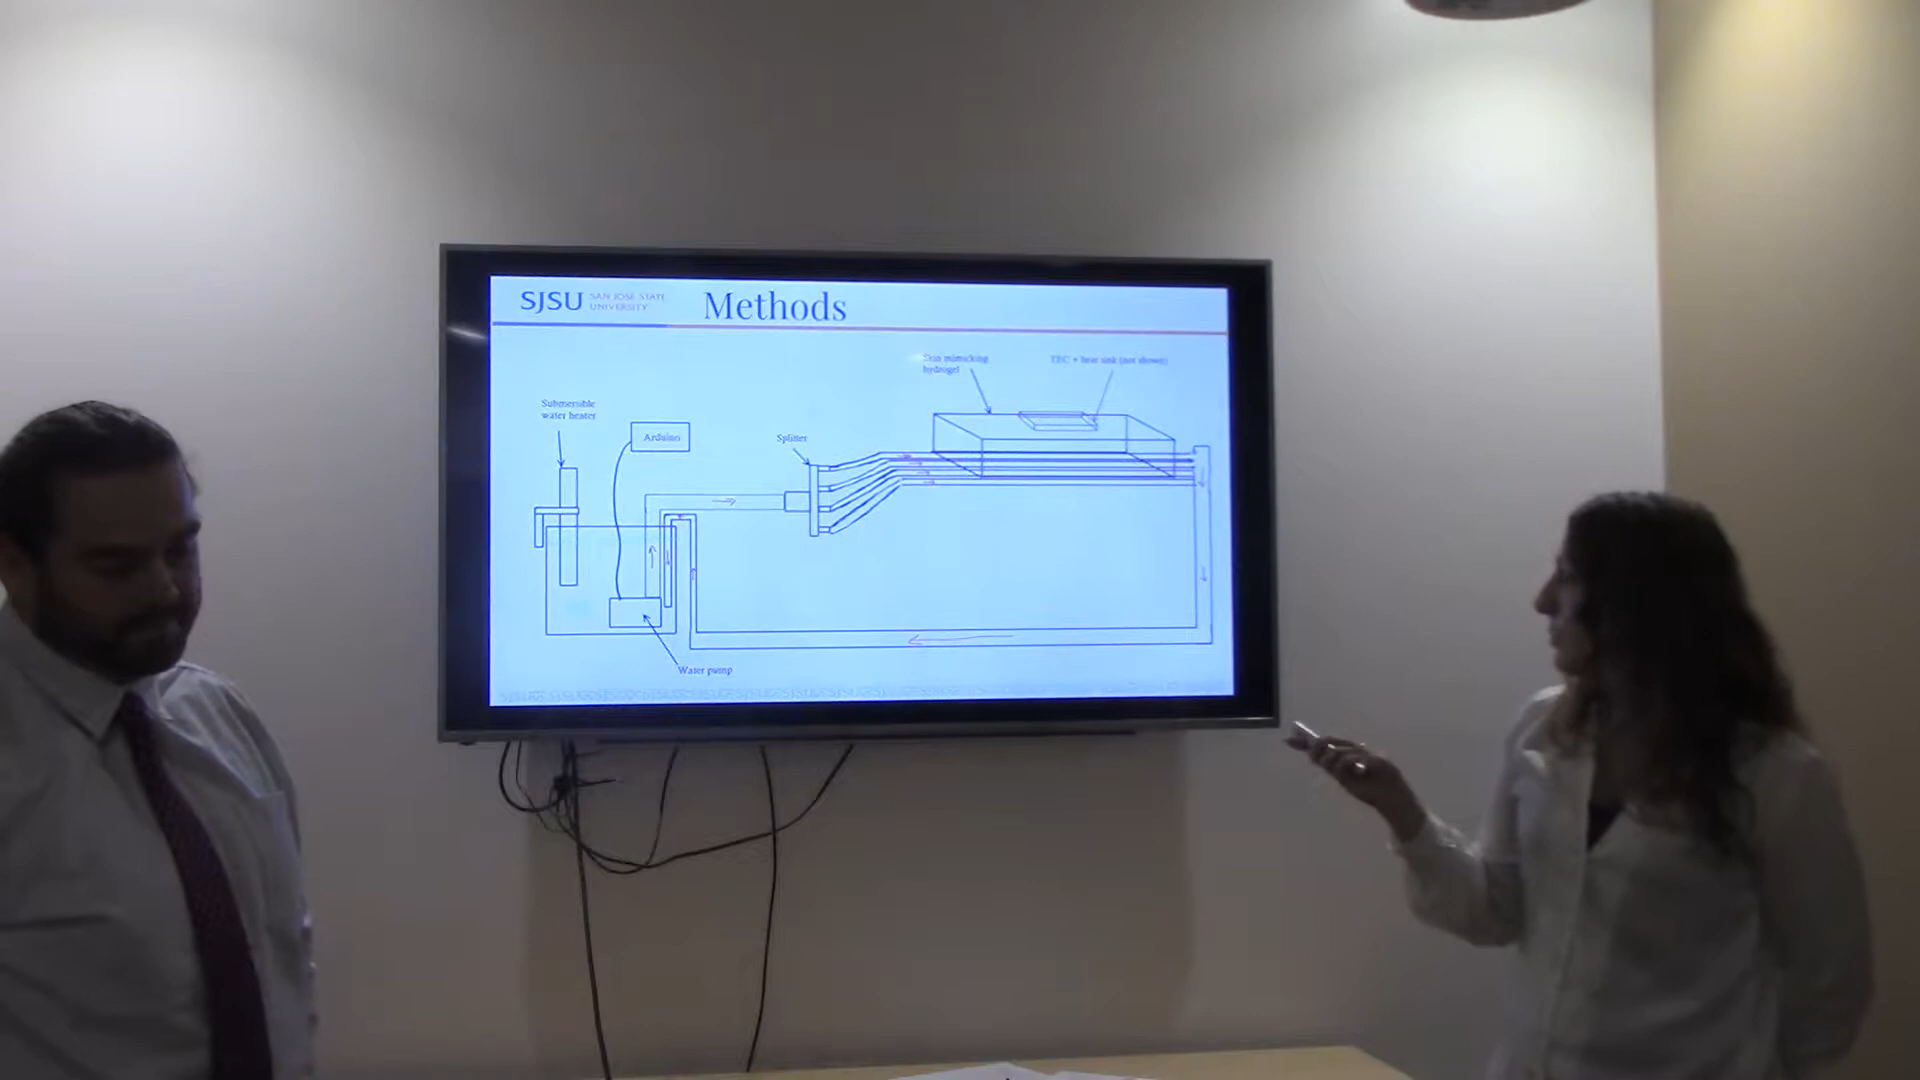 SJSU SAN JOSÉ STATE
UNIVERSITY
Methods
Skin mimicking
hydrogel
TEC + heat sink (not shown)
Submersible
water heater
Arduino
Splitter
Water pump